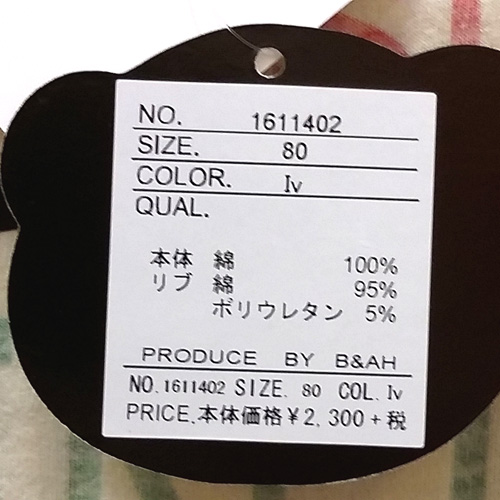 NO. 1611402
SIZE. 80
COLOR. Iv
QUAL.
本体 綿 100%
リブ 綿 95%
ポリウレタン 5%
PRODUCE BY B&AH
NO.1611402 SIZE. 80 COL.Iv
PRICE.本体価格¥2,300+税